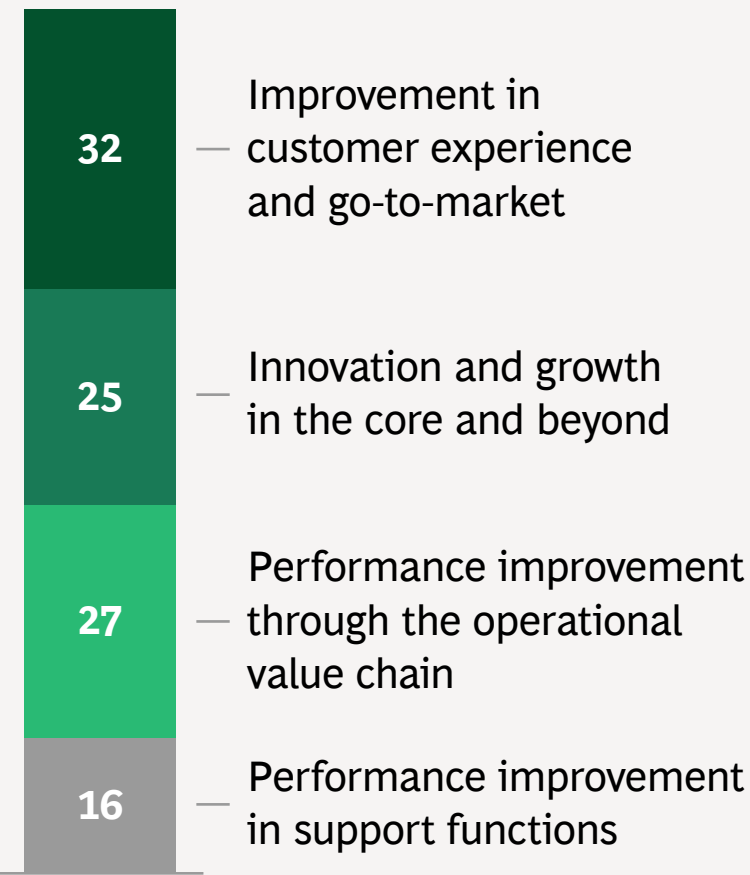 Improvement in
32 — customer experience
and go-to-market
Innovation and growth
25 — in the core and beyond
Performance improvement
27 — through the operational
value chain
Performance improvement
16 — in support functions